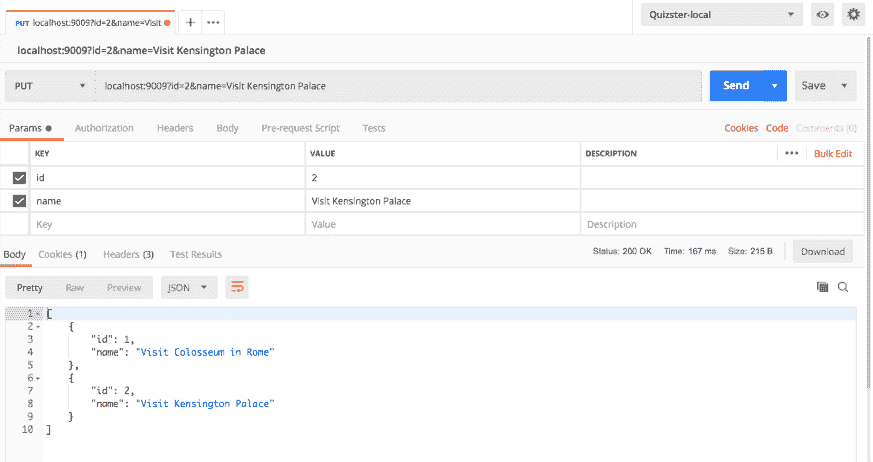 PUT localhost:9009?id=2&name=Visit
Quizster-local
localhost:9009?id=2&name=Visit Kensington Palace
PUT localhost:9009?id=2&name=Visit Kensington Palace Send Save
Params Authorization Headers Body Pre-request Script Tests Cookies Code Comments (0)
KEY VALUE DESCRIPTION Bulk Edit
id 2
name Visit Kensington Palace
Key Value Description
Body Cookies (1) Headers (3) Test Results Status: 200 OK Time: 167 ms Size: 215 B Download
Pretty Raw Preview JSON
1 [
2 {
3 "id": 1,
4 "name": "Visit Colosseum in Rome"
5 },
6 {
7 "id": 2,
8 "name": "Visit Kensington Palace"
9 }
10 ]